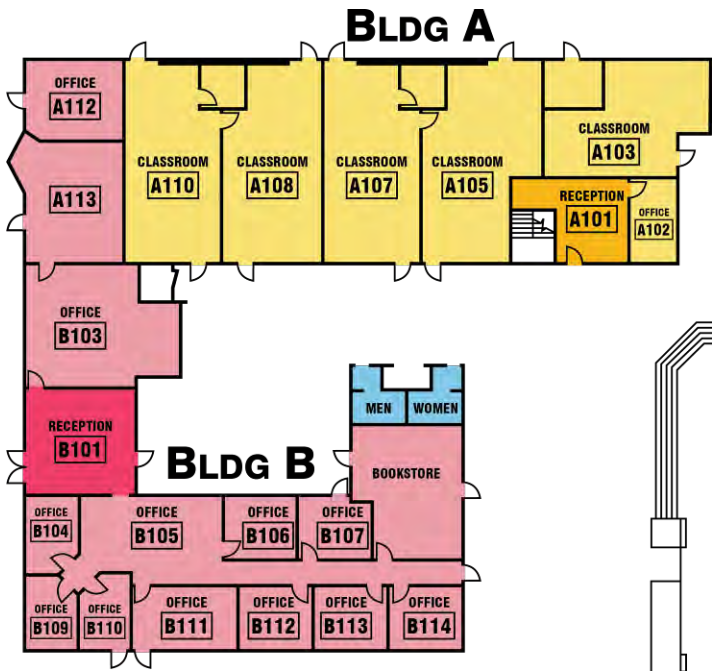 BLDG A
OFFICE
A112
CLASSROOM
A110
CLASSROOM
A108
CLASSROOM
A107
CLASSROOM
A105
CLASSROOM
A103
A113
RECEPTION
A101
OFFICE
A102
OFFICE
B103
RECEPTION
B101
MEN
WOMEN
BLDG B
BOOKSTORE
OFFICE
B104
OFFICE
B105
OFFICE
B106
OFFICE
B107
OFFICE
B109
OFFICE
B110
OFFICE
B111
OFFICE
B112
OFFICE
B113
OFFICE
B114